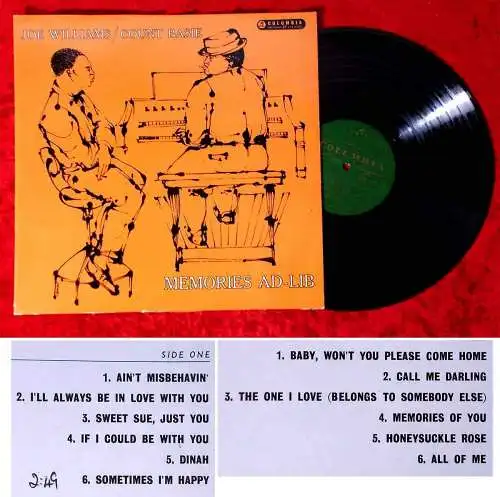 JOE WILLIAMS / COUNT BASIE
COLUMBIA
MEMORIES AD-LIB
COLUMBIA
SIDE ONE
1. AIN'T MISBEHAVIN'
2. I'LL ALWAYS BE IN LOVE WITH YOU
3. SWEET SUE, JUST YOU
4. IF I COULD BE WITH YOU
5. DINAH
2:49
6. SOMETIMES I'M HAPPY
1. BABY, WON'T YOU PLEASE COME HOME
2. CALL ME DARLING
3. THE ONE I LOVE (BELONGS TO SOMEBODY ELSE)
4. MEMORIES OF YOU
5. HONEYSUCKLE ROSE
6. ALL OF ME